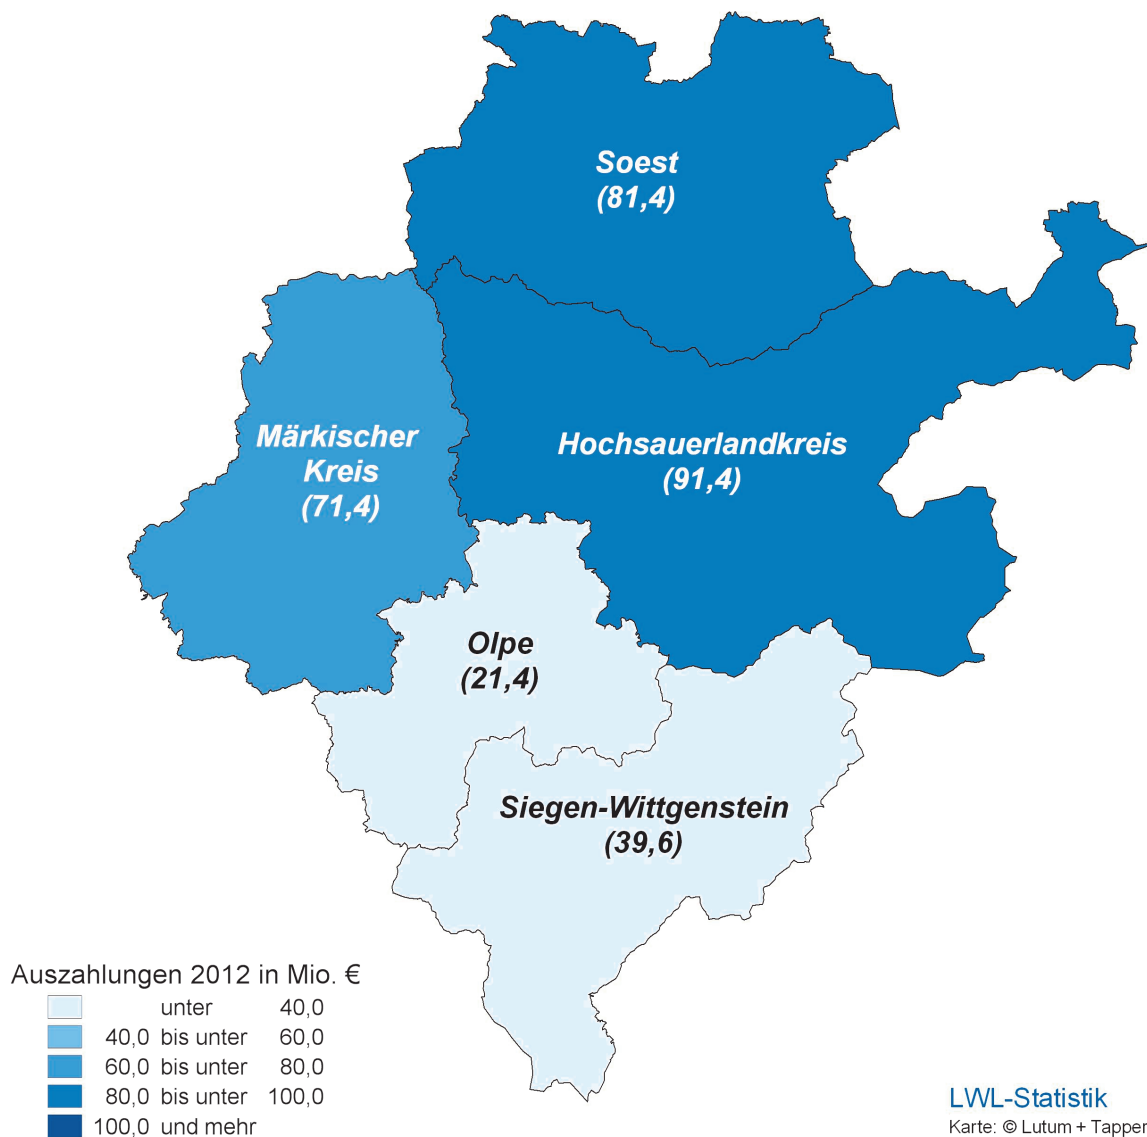 Soest
(81,4)
Märkischer
Kreis
(71,4)
Hochsauerlandkreis
(91,4)
Olpe
(21,4)
Siegen-Wittgenstein
(39,6)
Auszahlungen 2012 in Mio. €
unter 40,0
40,0 bis unter 60,0
60,0 bis unter 80,0
80,0 bis unter 100,0
100,0 und mehr
LWL-Statistik
Karte: © Lutum + Tappert